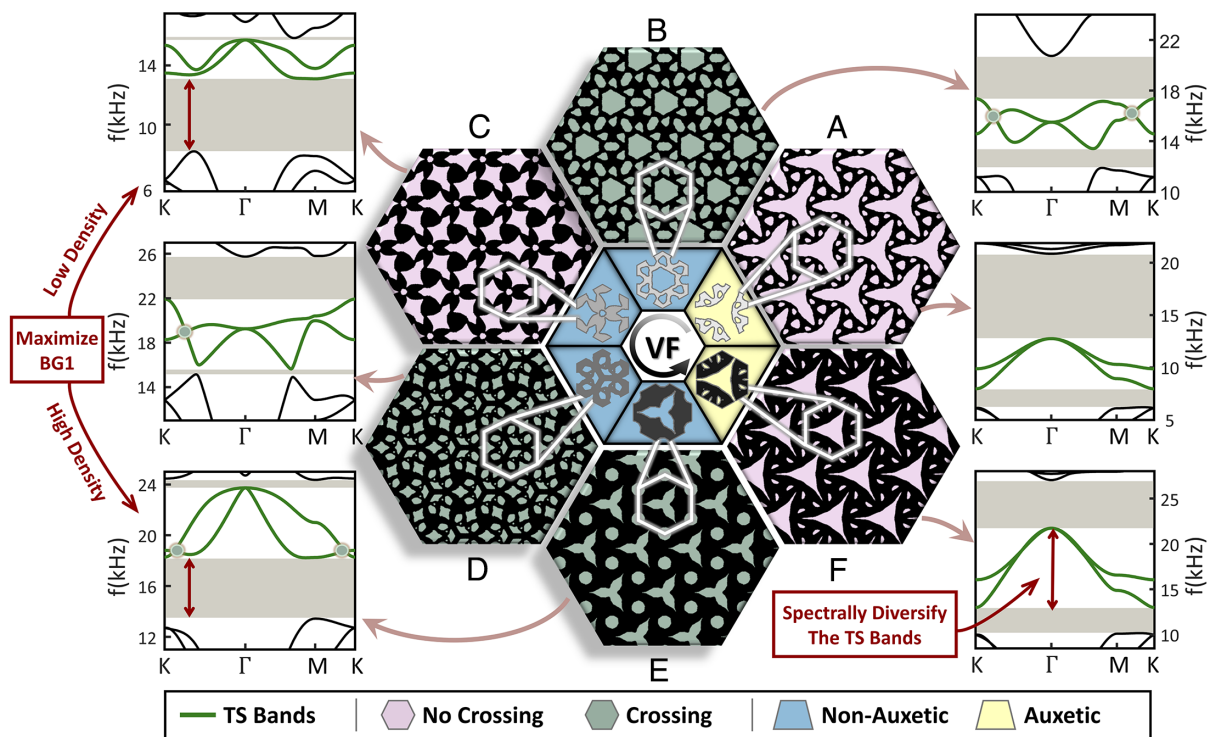 B
C
A
D
F
E
VF
f(kHz)
14
10
6
K Γ M K
f(kHz)
26
22
18
14
K Γ M K
f(kHz)
24
20
16
12
K Γ M K
22
18
14
10
f(kHz)
K Γ M K
20
15
10
5
f(kHz)
K Γ M K
25
20
15
10
f(kHz)
K Γ M K
Low Density
Maximize
BG1
High Density
Spectrally Diversify
The TS Bands
TS Bands No Crossing Crossing Non-Auxetic Auxetic